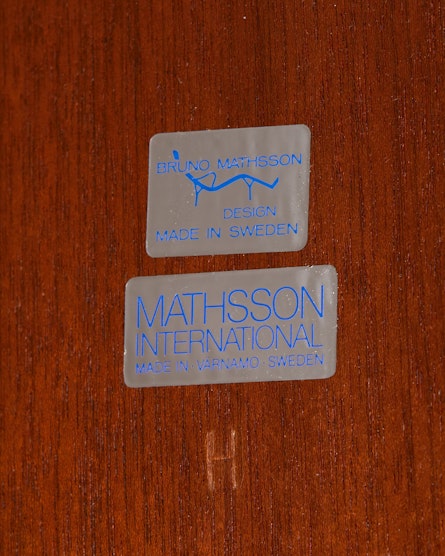 BRUNO MATHSSON
DESIGN
MADE IN SWEDEN
MATHSSON
INTERNATIONAL
MADE IN · VÄRNAMO · SWEDEN
H